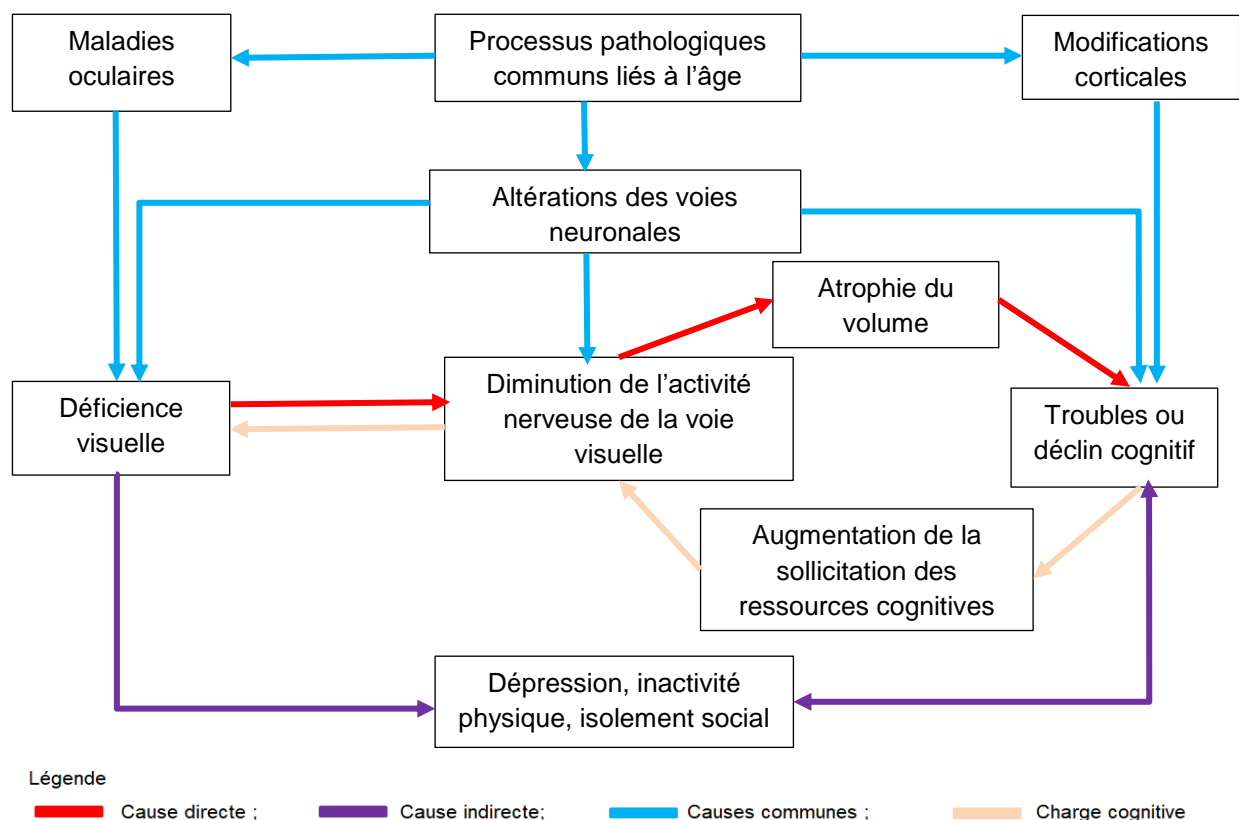 Maladies
oculaires
Processus pathologiques
communs liés à l'âge
Modifications
corticales
Altérations des voies
neuronales
Atrophie du
volume
Déficience
visuelle
Diminution de l'activité
nerveuse de la voie
visuelle
Troubles ou
déclin cognitif
Augmentation de la
sollicitation des
ressources cognitives
Dépression, inactivité
physique, isolement social
Légende
Cause directe ;
Cause indirecte;
Causes communes ;
Charge cognitive